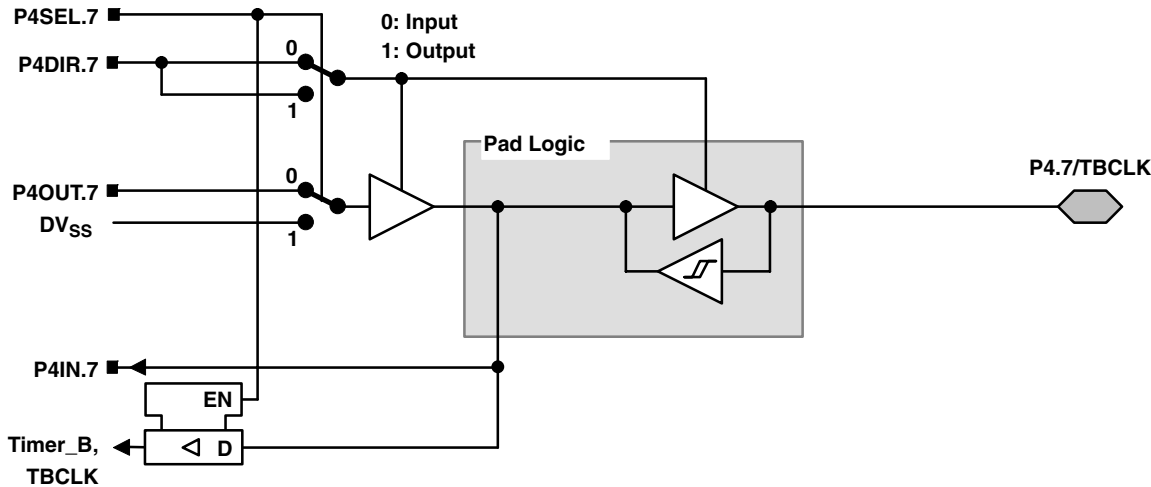 P4SEL.7
0: Input
1: Output
P4DIR.7
0
1
Pad Logic
P4OUT.7
0
DVSS
1
P4.7/TBCLK
P4IN.7
EN
D
Timer_B,
TBCLK